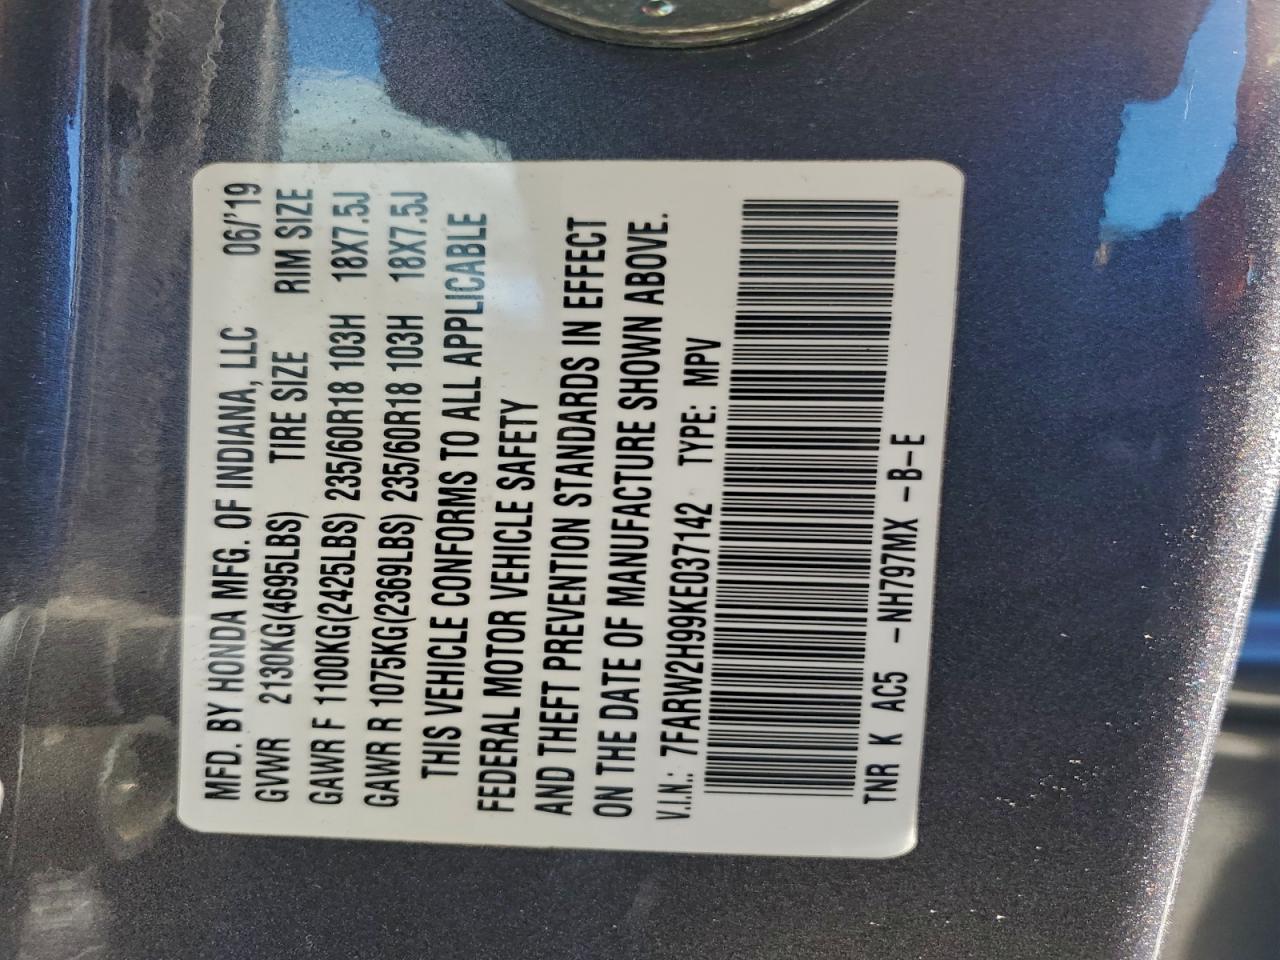 MFD. BY HONDA MFG. OF INDIANA, LLC 06/'19
GVWR 2130KG(4695LBS) TIRE SIZE RIM SIZE
GAWR F 1100KG(2425LBS) 235/60R18 103H 18X7.5J
GAWR R 1075KG(2369LBS) 235/60R18 103H 18X7.5J
THIS VEHICLE CONFORMS TO ALL APPLICABLE
FEDERAL MOTOR VEHICLE SAFETY
AND THEFT PREVENTION STANDARDS IN EFFECT
ON THE DATE OF MANUFACTURE SHOWN ABOVE.
V.I.N.: 7FARW2H99KE037142 TYPE: MPV
TNR K AC5 -NH797MX -B-E